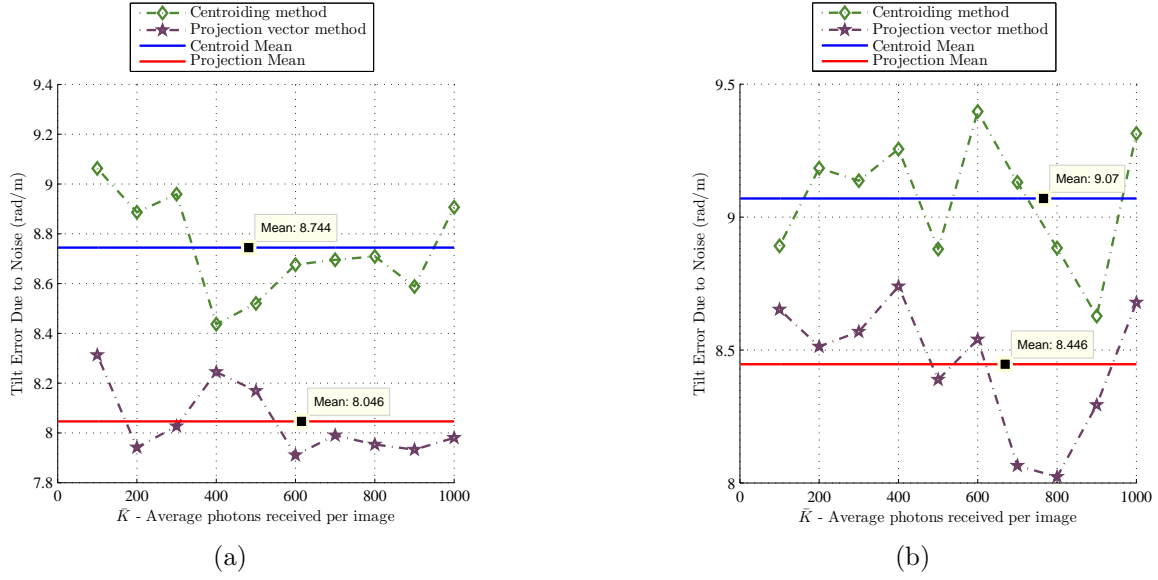 Centroiding method
Projection vector method
Centroid Mean
Projection Mean
9.4
9.2
9
8.8
8.6
8.4
8.2
8
7.8
Tilt Error Due to Noise (rad/m)
Mean: 8.744
Mean: 8.046
0 200 400 600 800 1000
K̄ - Average photons received per image
(a)
Centroiding method
Projection vector method
Centroid Mean
Projection Mean
9.5
9
8.5
8
Tilt Error Due to Noise (rad/m)
Mean: 9.07
Mean: 8.446
0 200 400 600 800 1000
K̄ - Average photons received per image
(b)